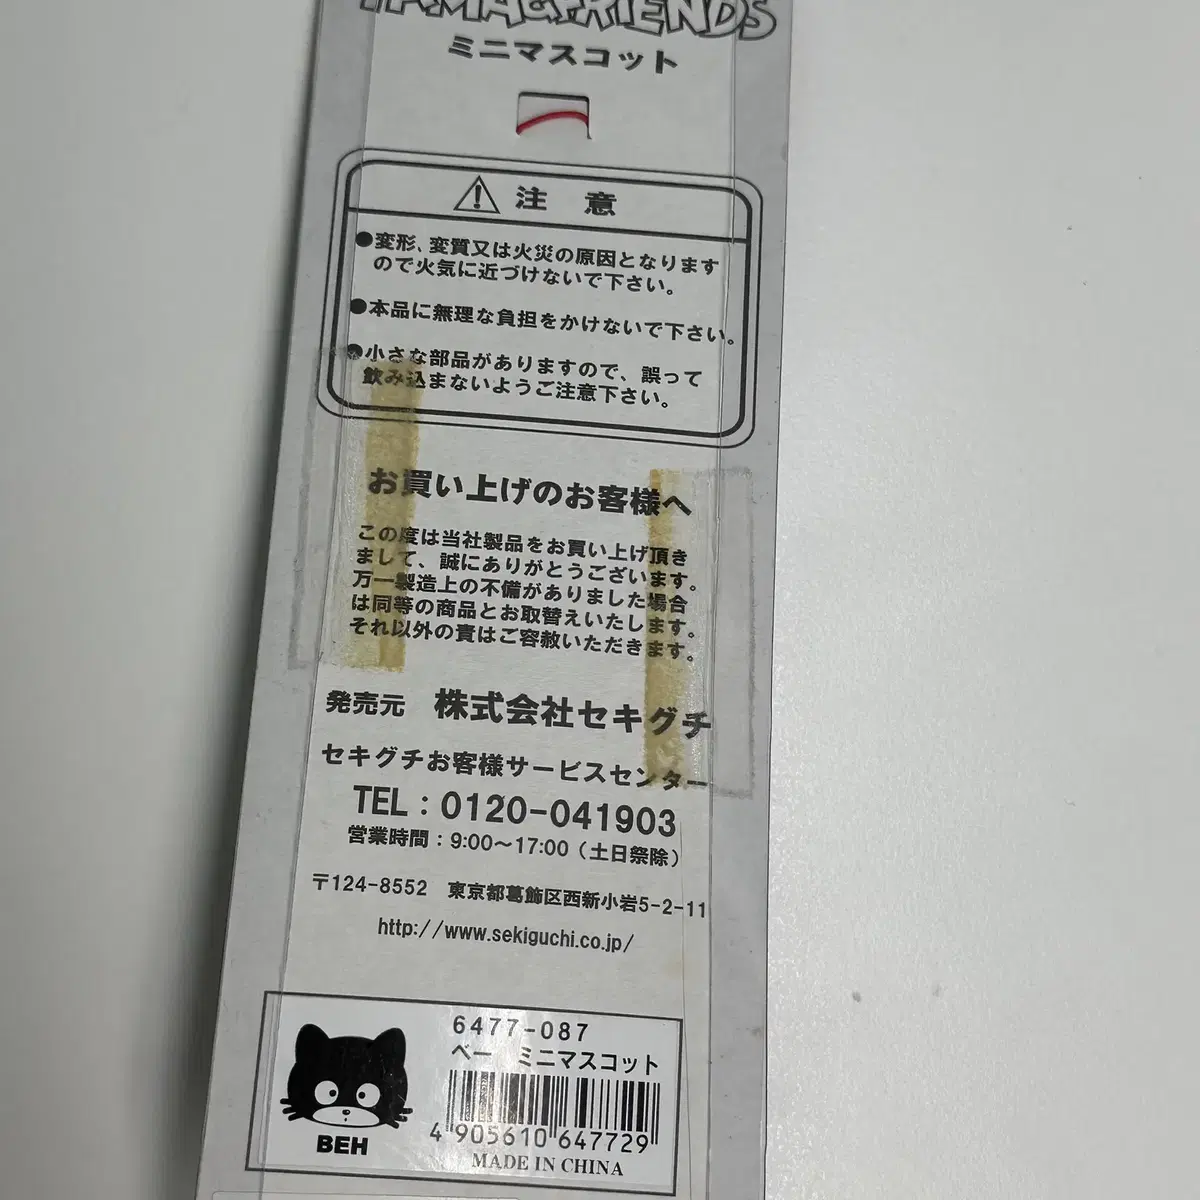 TAMA&FRIENDS
ミニマスコット
注 意
●変形、変質又は火災の原因となります
ので火気に近づけないで下さい。
●本品に無理な負担をかけないで下さい。
●小さな部品がありますので、誤って
飲み込まないようご注意下さい。
お買い上げのお客様へ
この度は当社製品をお買い上げ頂き
まして、誠にありがとうございます。
万一製造上の不備がありました場合
は同等の商品とお取替えいたします。
それ以外の責はご容赦いただきます。
発売元 株式会社セキグチ
セキグチお客様サービスセンター
TEL：0120-041903
営業時間：9:00～17:00（土日祭除）
〒124-8552 東京都葛飾区西新小岩5-2-11
http://www.sekiguchi.co.jp/
6477-087
ベー ミニマスコット
BEH
4 905610 647729
MADE IN CHINA